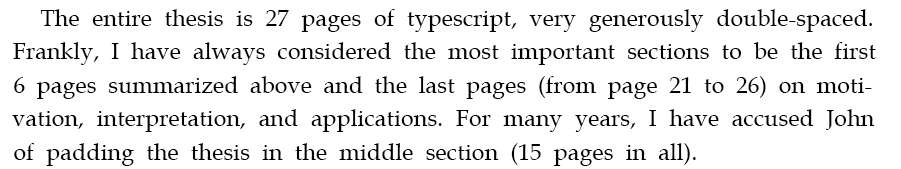 The entire thesis is 27 pages of typescript, very generously double-spaced.
Frankly, I have always considered the most important sections to be the first
6 pages summarized above and the last pages (from page 21 to 26) on moti-
vation, interpretation, and applications. For many years, I have accused John
of padding the thesis in the middle section (15 pages in all).